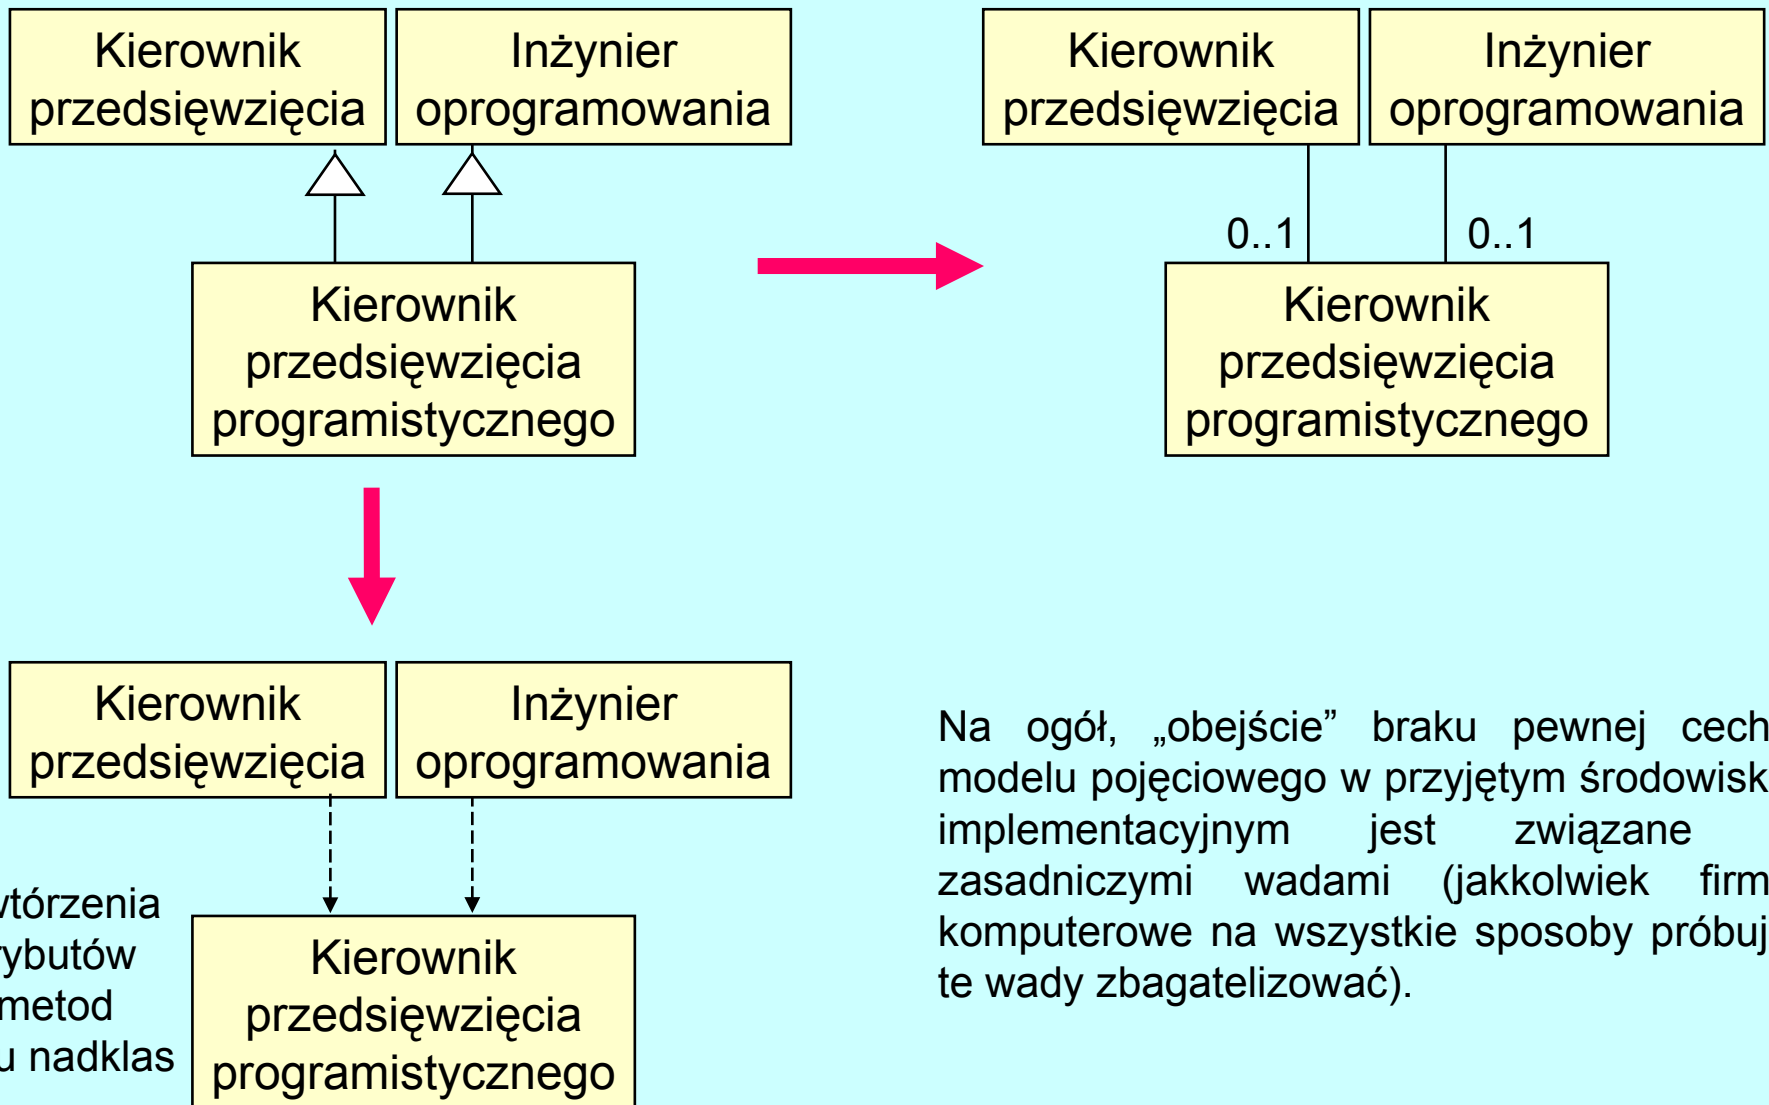 Kierownik
przedsięwzięcia
Inżynier
oprogramowania
Kierownik
przedsięwzięcia
programistycznego
Kierownik
przedsięwzięcia
Inżynier
oprogramowania
0..1
0..1
Kierownik
przedsięwzięcia
programistycznego
Kierownik
przedsięwzięcia
Inżynier
oprogramowania
wtórzenia
rybutów
metod
u nadklas
Kierownik
przedsięwzięcia
programistycznego
Na ogół, „obejście” braku pewnej cech
modelu pojęciowego w przyjętym środowisk
implementacyjnym jest związane
zasadniczymi wadami (jakkolwiek firm
komputerowe na wszystkie sposoby próbuj
te wady zbagatelizować).